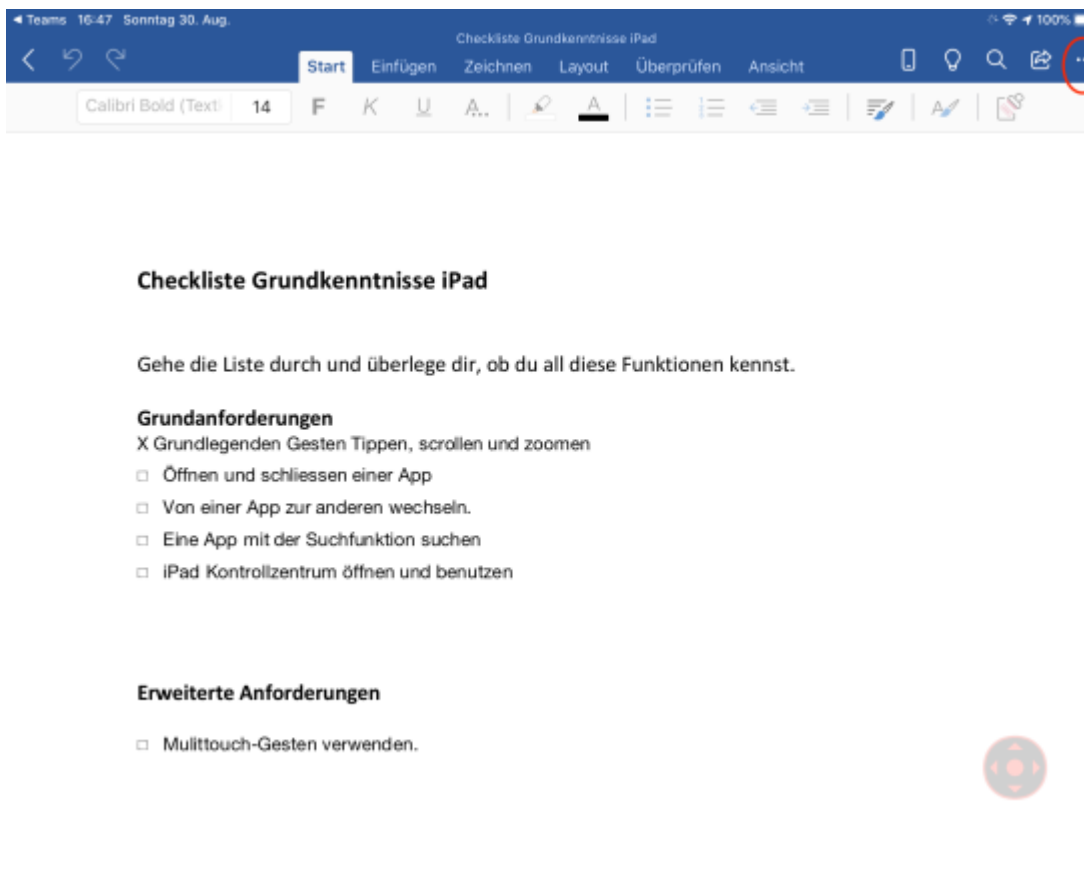 Teams 16:47 Sonntag 30. Aug. 100%
Checkliste Grundkenntnisse iPad
Start Einfügen Zeichnen Layout Überprüfen Ansicht
Calibri Bold (Text 14 F K U A...
Checkliste Grundkenntnisse iPad
Gehe die Liste durch und überlege dir, ob du all diese Funktionen kennst.
Grundanforderungen
X Grundlegenden Gesten Tippen, scrollen und zoomen
□ Öffnen und schliessen einer App
□ Von einer App zur anderen wechseln.
□ Eine App mit der Suchfunktion suchen
□ iPad Kontrollzentrum öffnen und benutzen
Erweiterte Anforderungen
□ Mulittouch-Gesten verwenden.